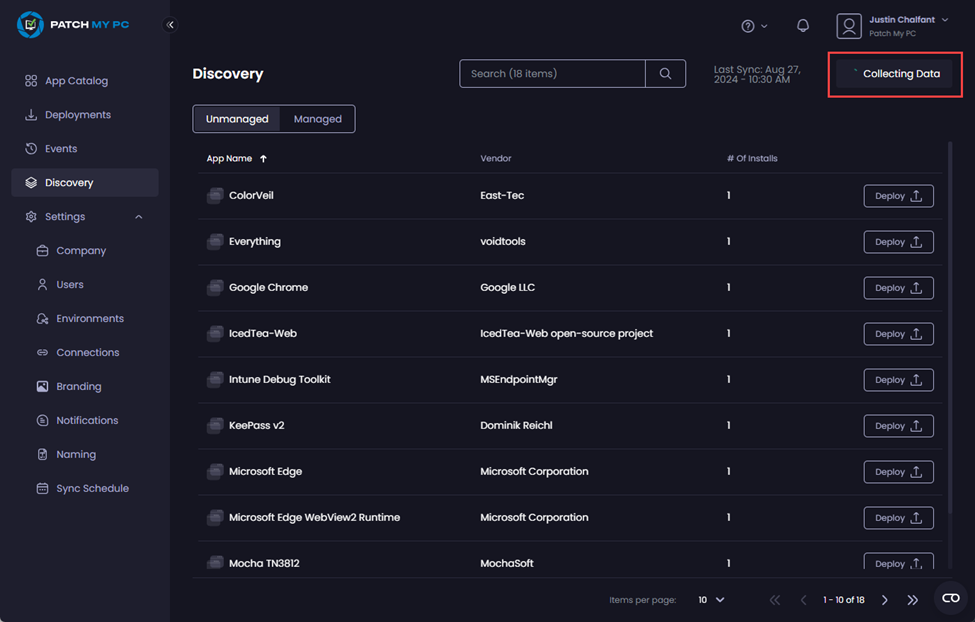 PATCH MY PC
Justin Chalfant
Patch My PC
App Catalog
Deployments
Events
Discovery
Settings
Company
Users
Environments
Connections
Branding
Notifications
Naming
Sync Schedule
Discovery
Search (18 items)
Last Sync: Aug 27,
2024 - 10:30 AM
Collecting Data
Unmanaged Managed
App Name Vendor # Of Installs
ColorVeil East-Tec 1 Deploy
Everything voidtools 1 Deploy
Google Chrome Google LLC 1 Deploy
IcedTea-Web IcedTea-Web open-source project 1 Deploy
Intune Debug Toolkit MSEndpointMgr 1 Deploy
KeePass v2 Dominik Reichl 1 Deploy
Microsoft Edge Microsoft Corporation 1 Deploy
Microsoft Edge WebView2 Runtime Microsoft Corporation 1 Deploy
Mocha TN3812 MochaSoft 1 Deploy
Items per page: 10 1 - 10 of 18